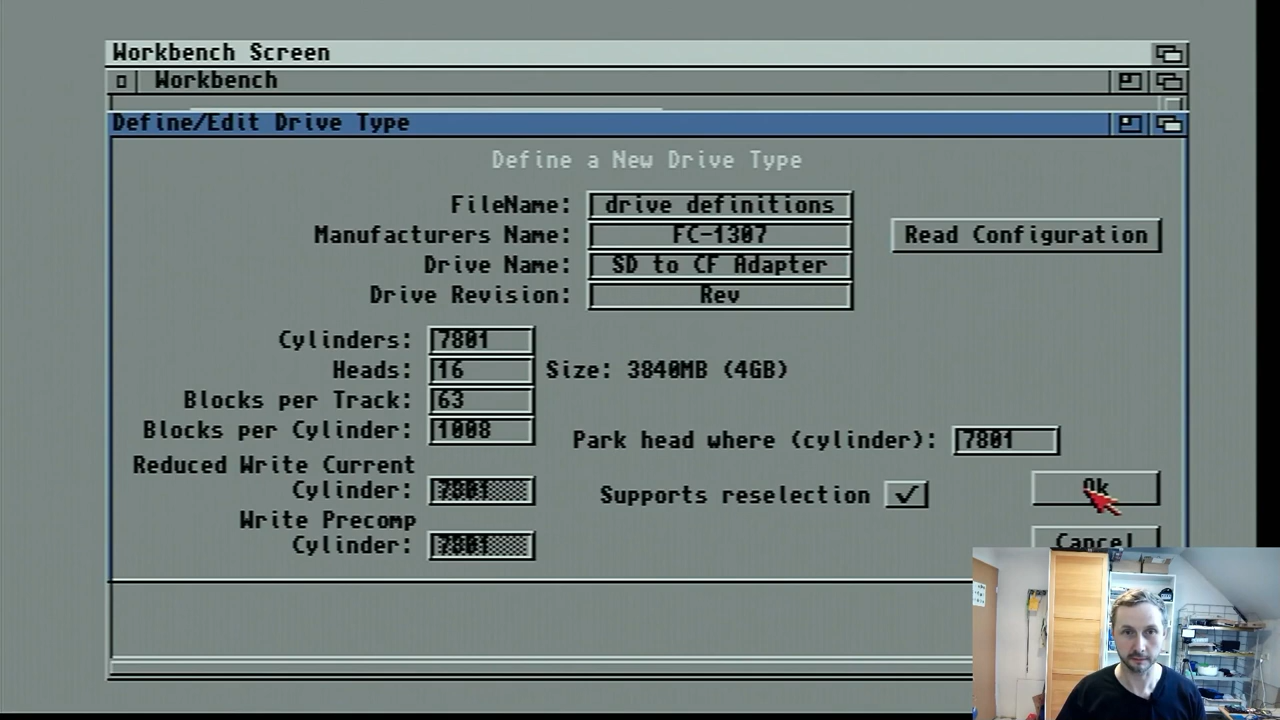 Workbench Screen
Workbench
Define/Edit Drive Type
Define a New Drive Type
FileName: drive definitions
Manufacturers Name: FC-1307
Read Configuration
Drive Name: SD to CF Adapter
Drive Revision: Rev
Cylinders: 7801
Heads: 16 Size: 3840MB (4GB)
Blocks per Track: 63
Blocks per Cylinder: 1008
Park head where (cylinder): 7801
Reduced Write Current
Cylinder: 7801
Supports reselection
Ok
Write Precomp
Cylinder: 7801
Cancel